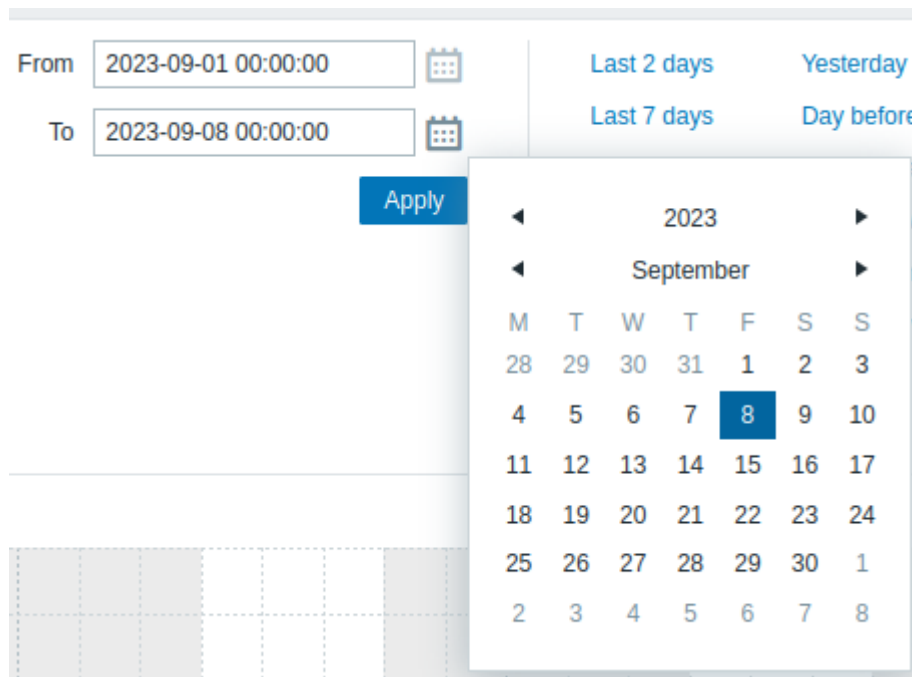 From 2023-09-01 00:00:00 Last 2 days Yesterday
To 2023-09-08 00:00:00 Last 7 days Day before
Apply
2023
September
M T W T F S S
28 29 30 31 1 2 3
4 5 6 7 8 9 10
11 12 13 14 15 16 17
18 19 20 21 22 23 24
25 26 27 28 29 30 1
2 3 4 5 6 7 8